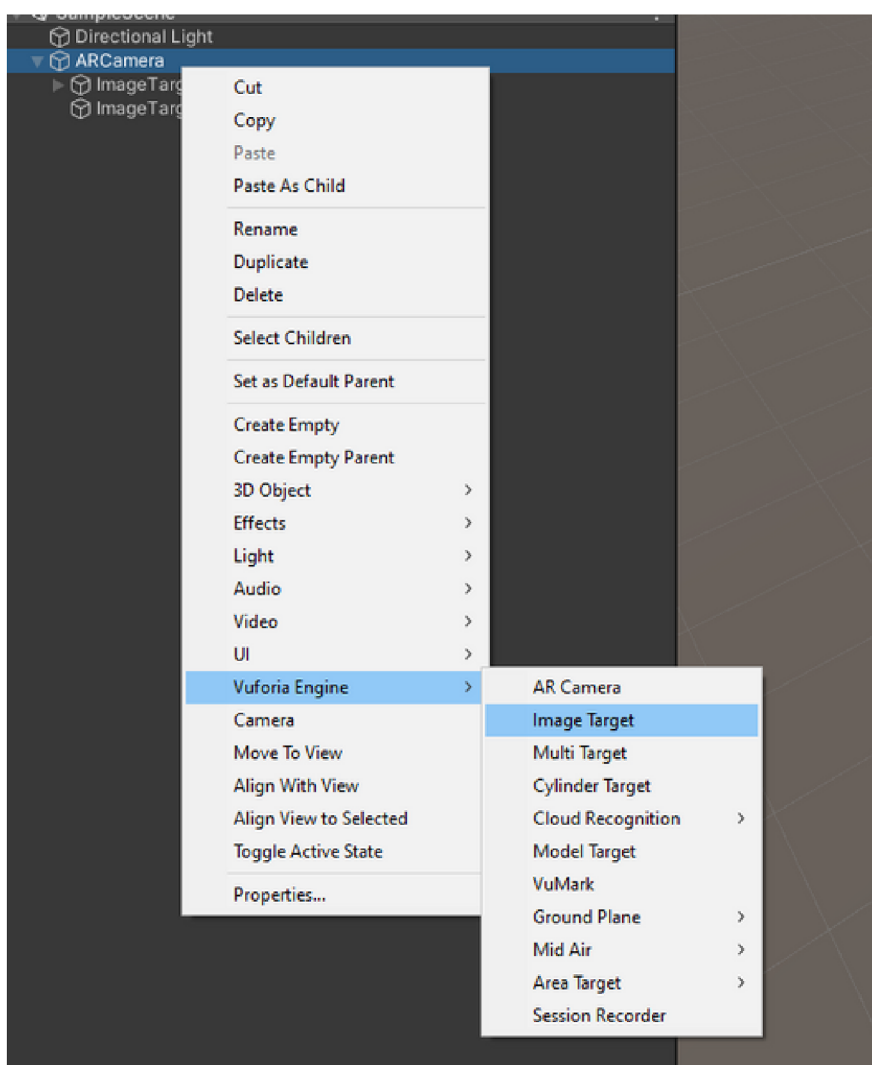 SampleScene
Directional Light
ARCamera
ImageTarg
ImageTarg
Cut
Copy
Paste
Paste As Child
Rename
Duplicate
Delete
Select Children
Set as Default Parent
Create Empty
Create Empty Parent
3D Object
Effects
Light
Audio
Video
UI
Vuforia Engine
Camera
Move To View
Align With View
Align View to Selected
Toggle Active State
Properties...
AR Camera
Image Target
Multi Target
Cylinder Target
Cloud Recognition
Model Target
VuMark
Ground Plane
Mid Air
Area Target
Session Recorder